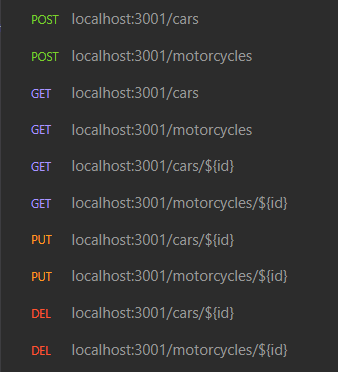 POST localhost:3001/cars
POST localhost:3001/motorcycles
GET localhost:3001/cars
GET localhost:3001/motorcycles
GET localhost:3001/cars/${id}
GET localhost:3001/motorcycles/${id}
PUT localhost:3001/cars/${id}
PUT localhost:3001/motorcycles/${id}
DEL localhost:3001/cars/${id}
DEL localhost:3001/motorcycles/${id}